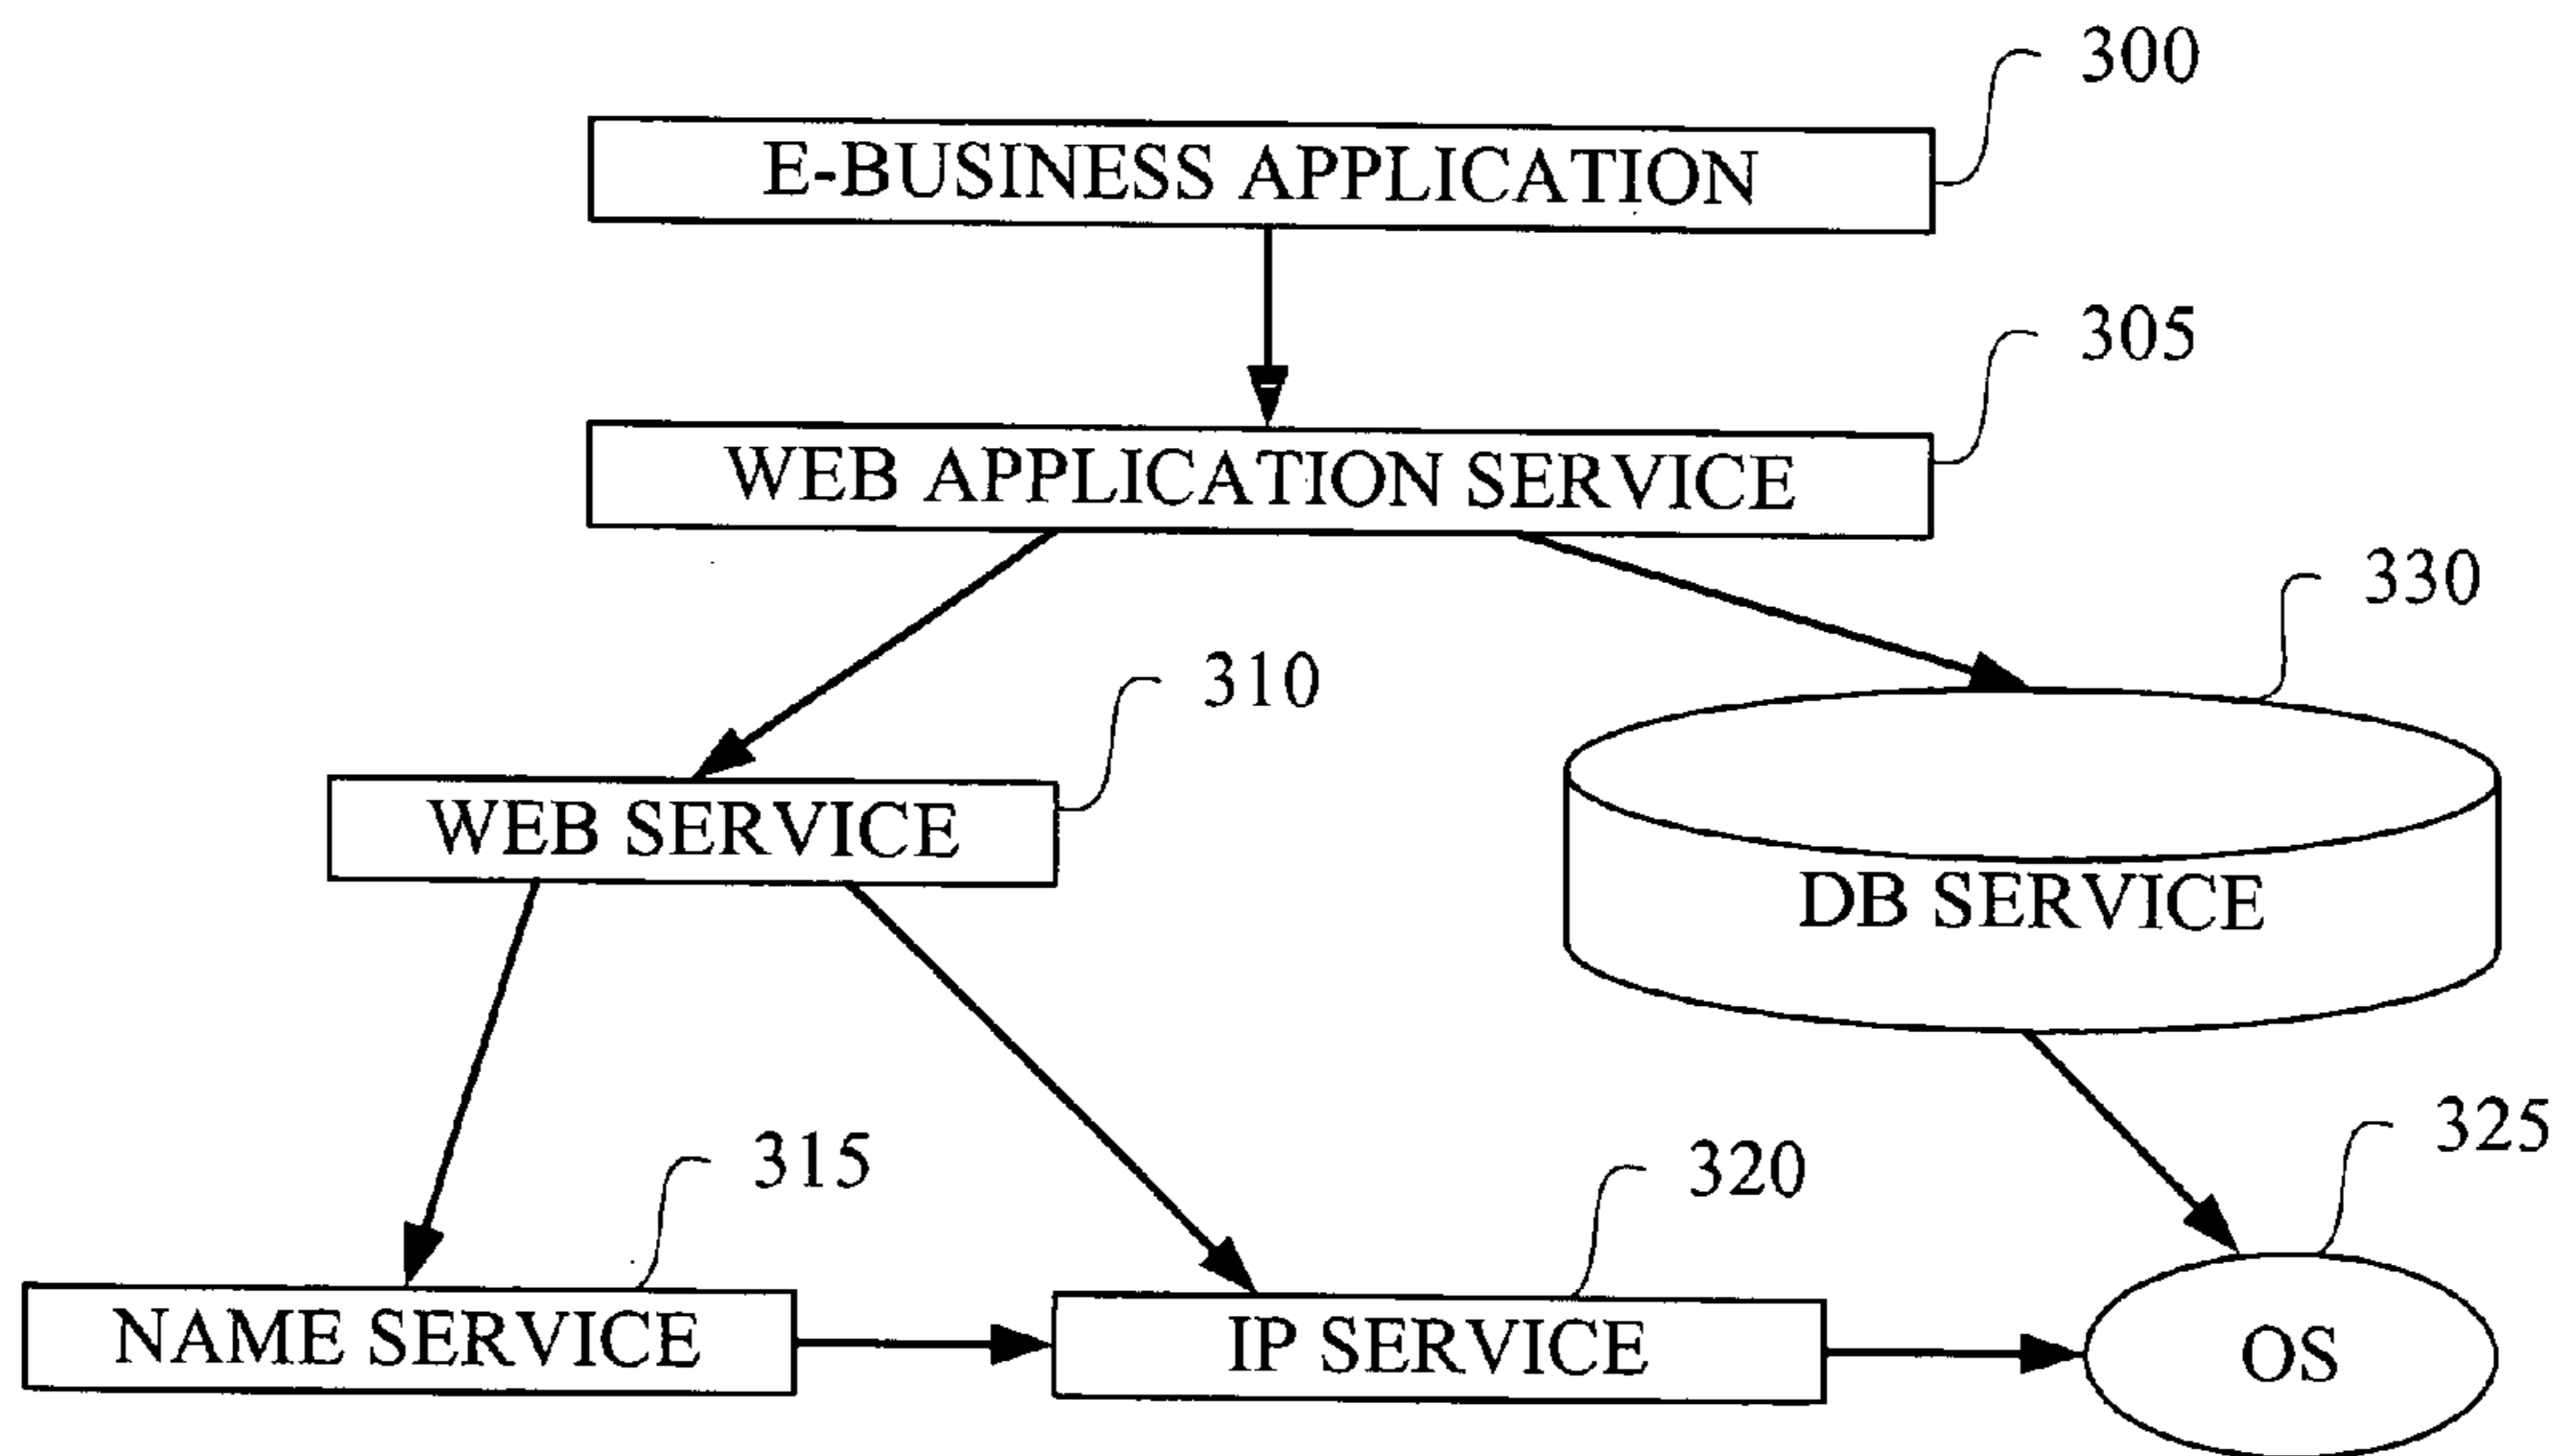 300
E-BUSINESS APPLICATION
305
WEB APPLICATION SERVICE
330
310
WEB SERVICE
DB SERVICE
325
315
320
NAME SERVICE
IP SERVICE
OS